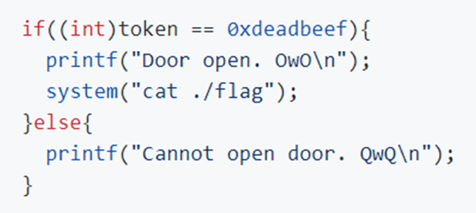 if((int)token == 0xdeadbeef){
  printf("Door open. OwO\n");
  system("cat ./flag");
}else{
  printf("Cannot open door. QwQ\n");
}